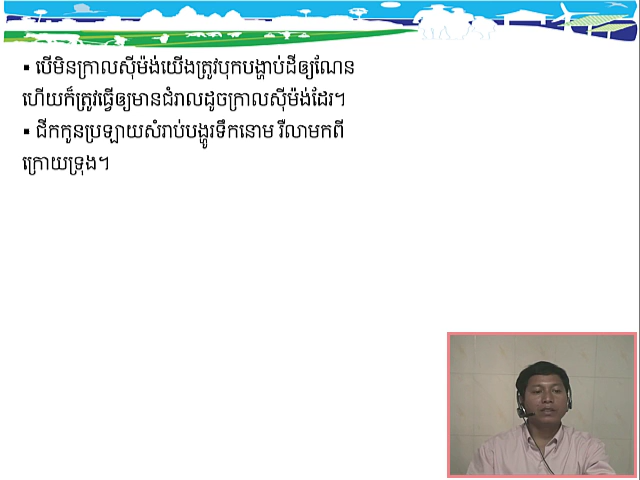 ▪ បើមិនក្រាលស៊ីម៉ង់យើងត្រូវបុកបង្ហាប់ដីឲ្យណែន
ហើយក៏ត្រូវធ្វើឲ្យមានជំរាលដូចក្រាលស៊ីម៉ង់ដែរ។
▪ ជីកកូនប្រឡាយសំរាប់បង្ហូរទឹកនោម រឺលាមកពី
ក្រោយទ្រុង។